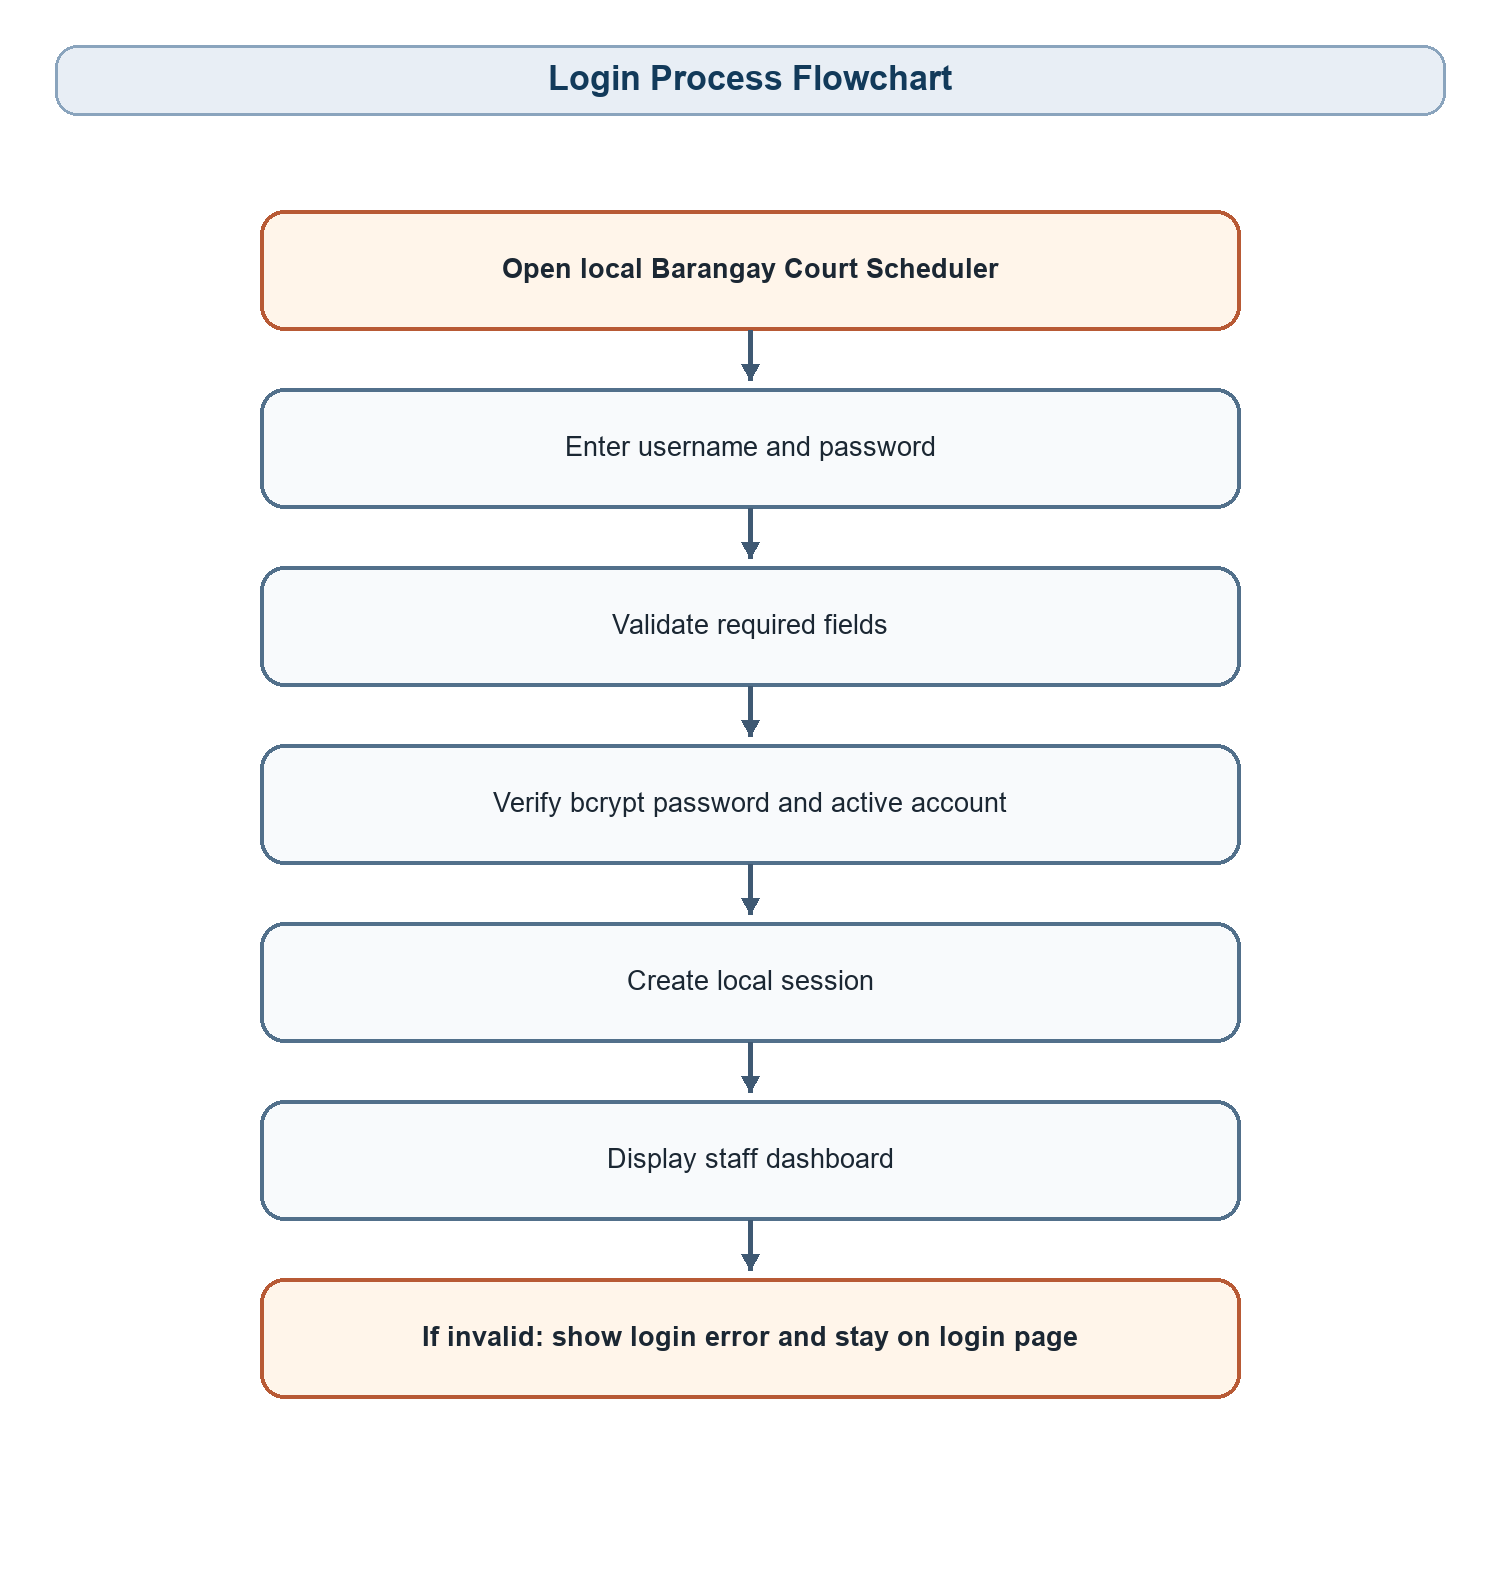 Login Process Flowchart
Open local Barangay Court Scheduler
Enter username and password
Validate required fields
Verify bcrypt password and active account
Create local session
Display staff dashboard
If invalid: show login error and stay on login page